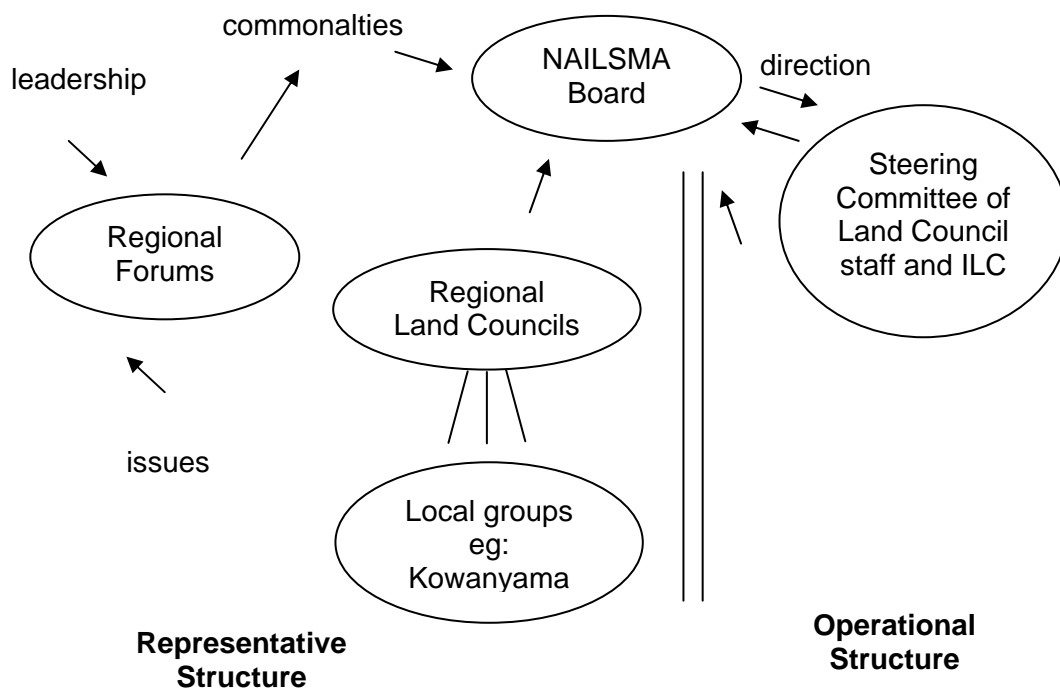 commonalties
leadership
NAILSMA
Board
direction
Regional
Forums
Steering
Committee of
Land Council
staff and ILC
Regional
Land Councils
issues
Local groups
eg:
Kowanyama
Representative
Structure
Operational
Structure